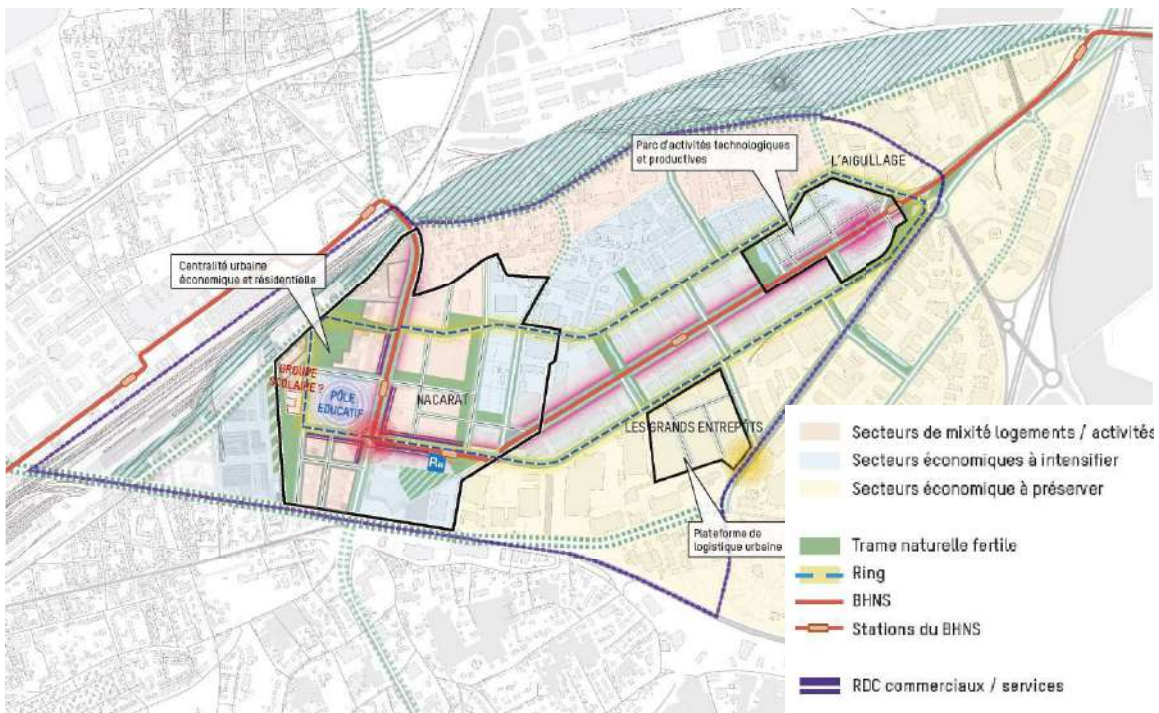 Parc d'activités technologiques
et productives
L'AIGUILLAGE
Centralité urbaine
économique et résidentielle
GROUPE
SCOLAIRE ?
PÔLE
EDUCATIF
NACARAT
LES GRANDS ENTREPÔTS
Plateforme de
logistique urbaine
Secteurs de mixité logements / activités
Secteurs économiques à intensifier
Secteurs économique à préserver
Trame naturelle fertile
Ring
BHNS
Stations du BHNS
RDC commerciaux / services